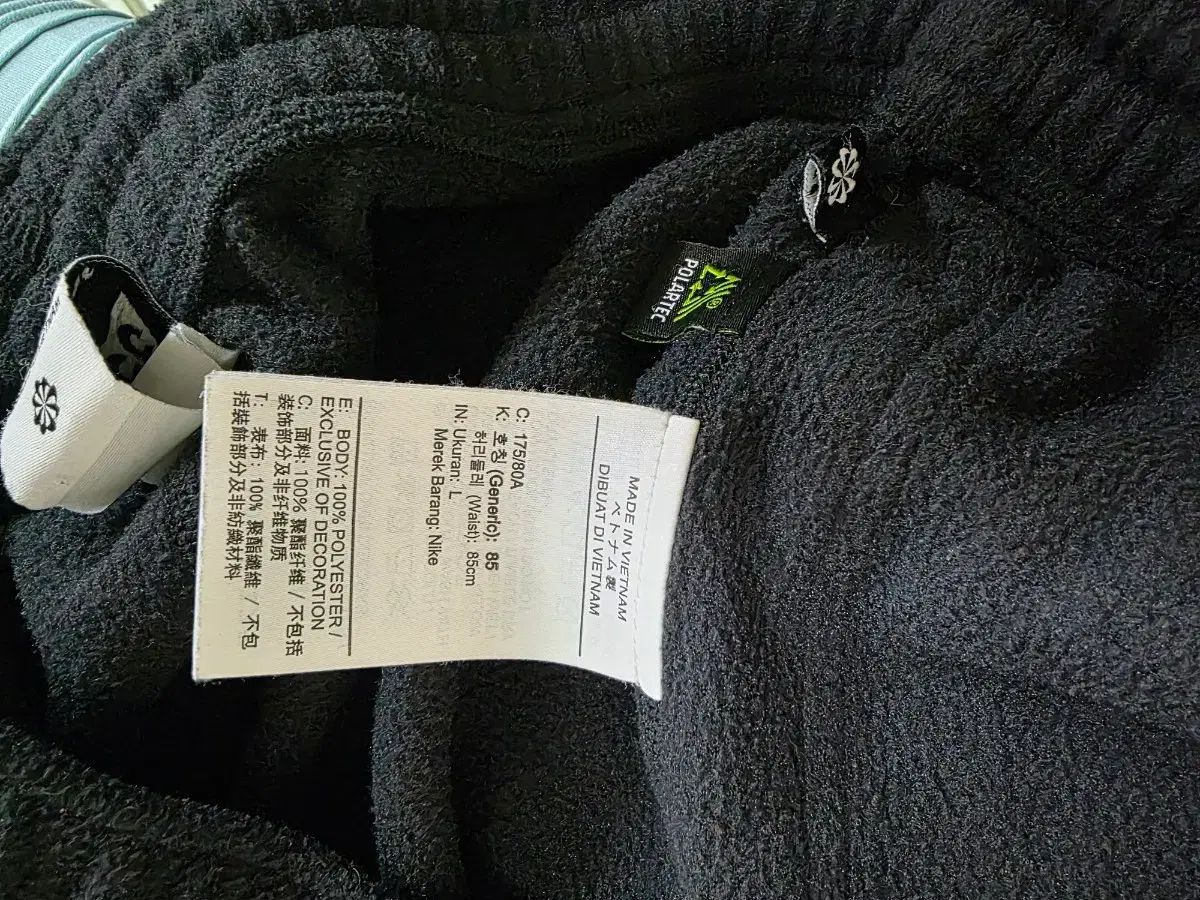 MADE IN VIETNAM
ベトナム製
DIBUAT DI VIETNAM
C: 175/80A
K: 호칭 (Generic): 85
허리둘레 (Waist): 85cm
IN: Ukuran: L
Merek Barang: Nike
E: BODY: 100% POLYESTER /
EXCLUSIVE OF DECORATION
C: 面料: 100% 聚酯纤维 / 不包括
装饰部分及非纤维物质
T: 表布: 100% 聚酯纖維 / 不包
括裝飾部分及非紡織材料
POLARTEC®